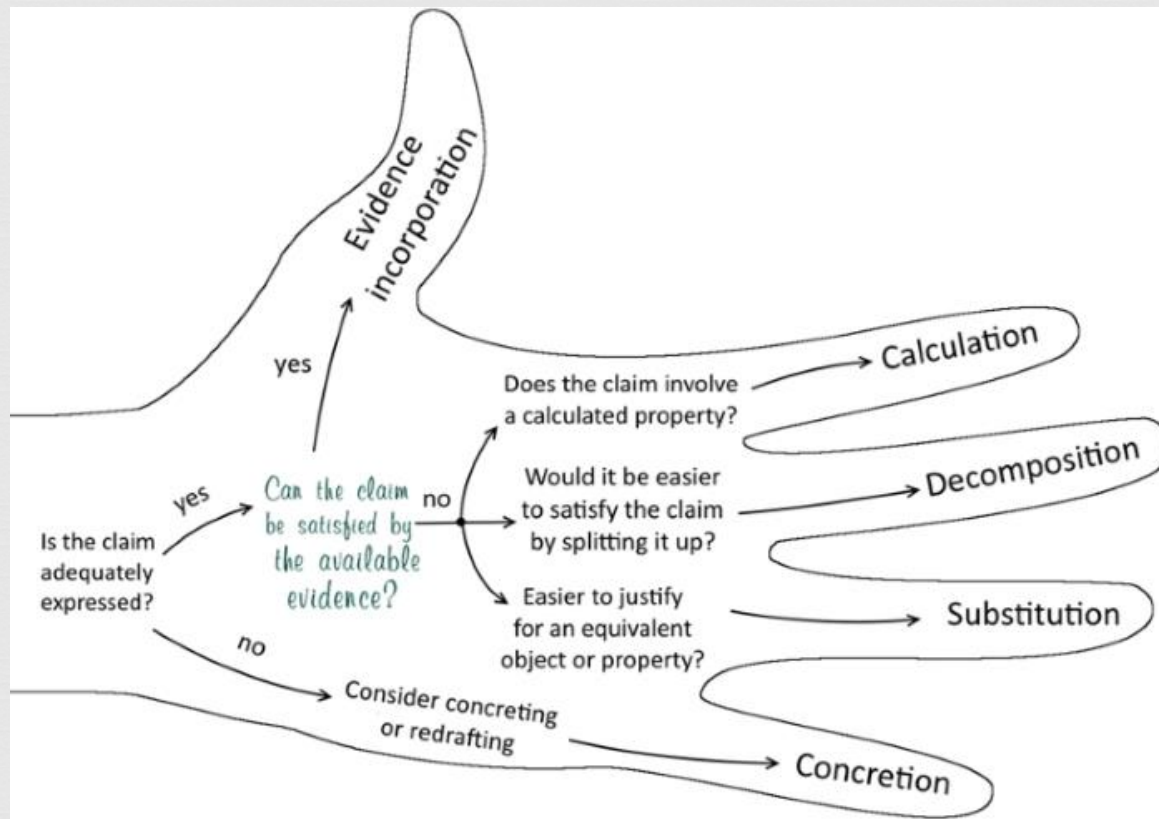 Evidence
incorporation
yes
Does the claim involve
a calculated property?
Calculation
Is the claim
adequately
expressed?
yes
Can the claim
be satisfied by
the available
evidence?
no
Would it be easier
to satisfy the claim
by splitting it up?
Decomposition
Easier to justify
for an equivalent
object or property?
Substitution
no
Consider concreting
or redrafting
Concretion